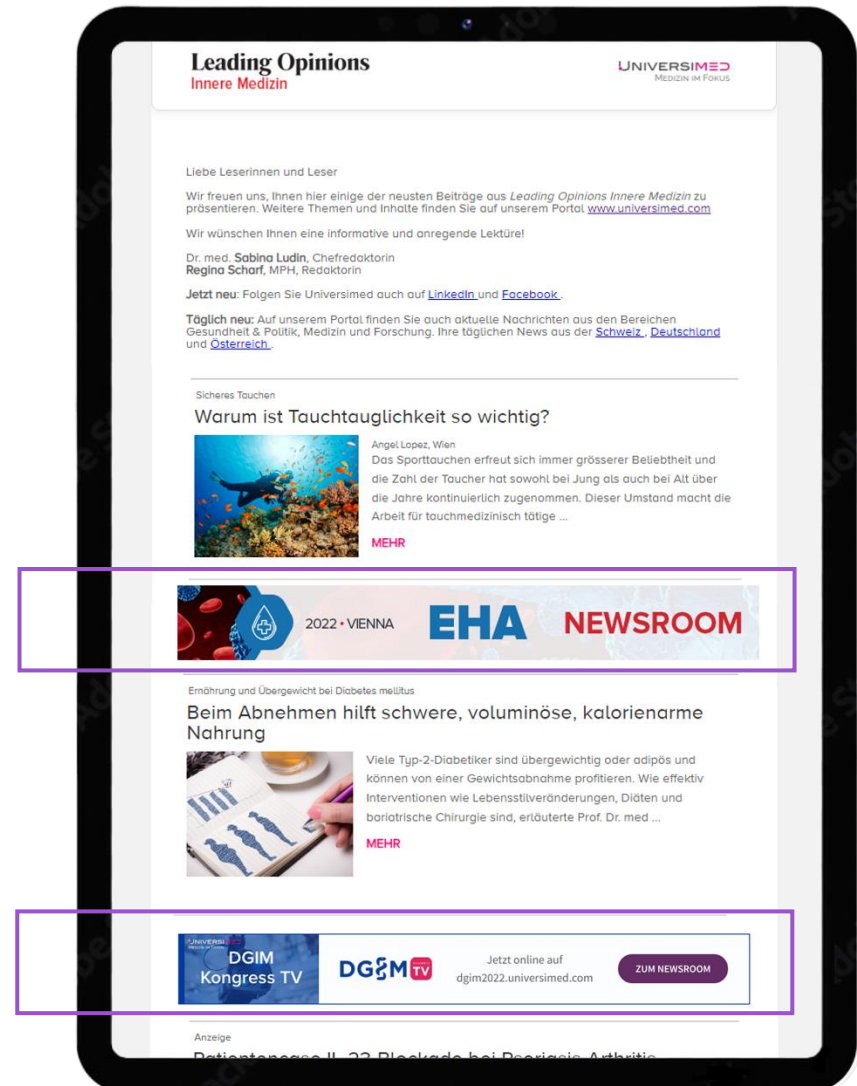 Leading Opinions
Innere Medizin
UNIVERSIMED
MEDIZIN IM FOKUS
Liebe Leserinnen und Leser
Wir freuen uns, Ihnen hier einige der neusten Beiträge aus Leading Opinions Innere Medizin zu
präsentieren. Weitere Themen und Inhalte finden Sie auf unserem Portal www.universimed.com
Wir wünschen Ihnen eine informative und anregende Lektüre!
Dr. med. Sabina Ludin, Chefredaktorin
Regina Scharf, MPH, Redaktorin
Jetzt neu: Folgen Sie Universimed auch auf LinkedIn und Facebook .
Täglich neu: Auf unserem Portal finden Sie auch aktuelle Nachrichten aus den Bereichen
Gesundheit & Politik, Medizin und Forschung. Ihre täglichen News aus der Schweiz , Deutschland
und Österreich .
Sicheres Tauchen
Warum ist Tauchtauglichkeit so wichtig?
Angel Lopez, Wien
Das Sporttauchen erfreut sich immer grösserer Beliebtheit und
die Zahl der Taucher hat sowohl bei Jung als auch bei Alt über
die Jahre kontinuierlich zugenommen. Dieser Umstand macht die
Arbeit für tauchmedizinisch tätige ...
MEHR
2022 • VIENNA EHA NEWSROOM
Ernährung und Übergewicht bei Diabetes mellitus
Beim Abnehmen hilft schwere, voluminöse, kalorienarme
Nahrung
Viele Typ-2-Diabetiker sind übergewichtig oder adipös und
können von einer Gewichtsabnahme profitieren. Wie effektiv
Interventionen wie Lebensstilveränderungen, Diäten und
bariatrische Chirurgie sind, erläuterte Prof. Dr. med ...
MEHR
UNIVERSIMED
DGIM
Kongress TV
DGIM TV
Jetzt online auf
dgim2022.universimed.com
ZUM NEWSROOM
Anzeige
Patientencase IL-23-Blockade bei Psoriasis-Arthritis